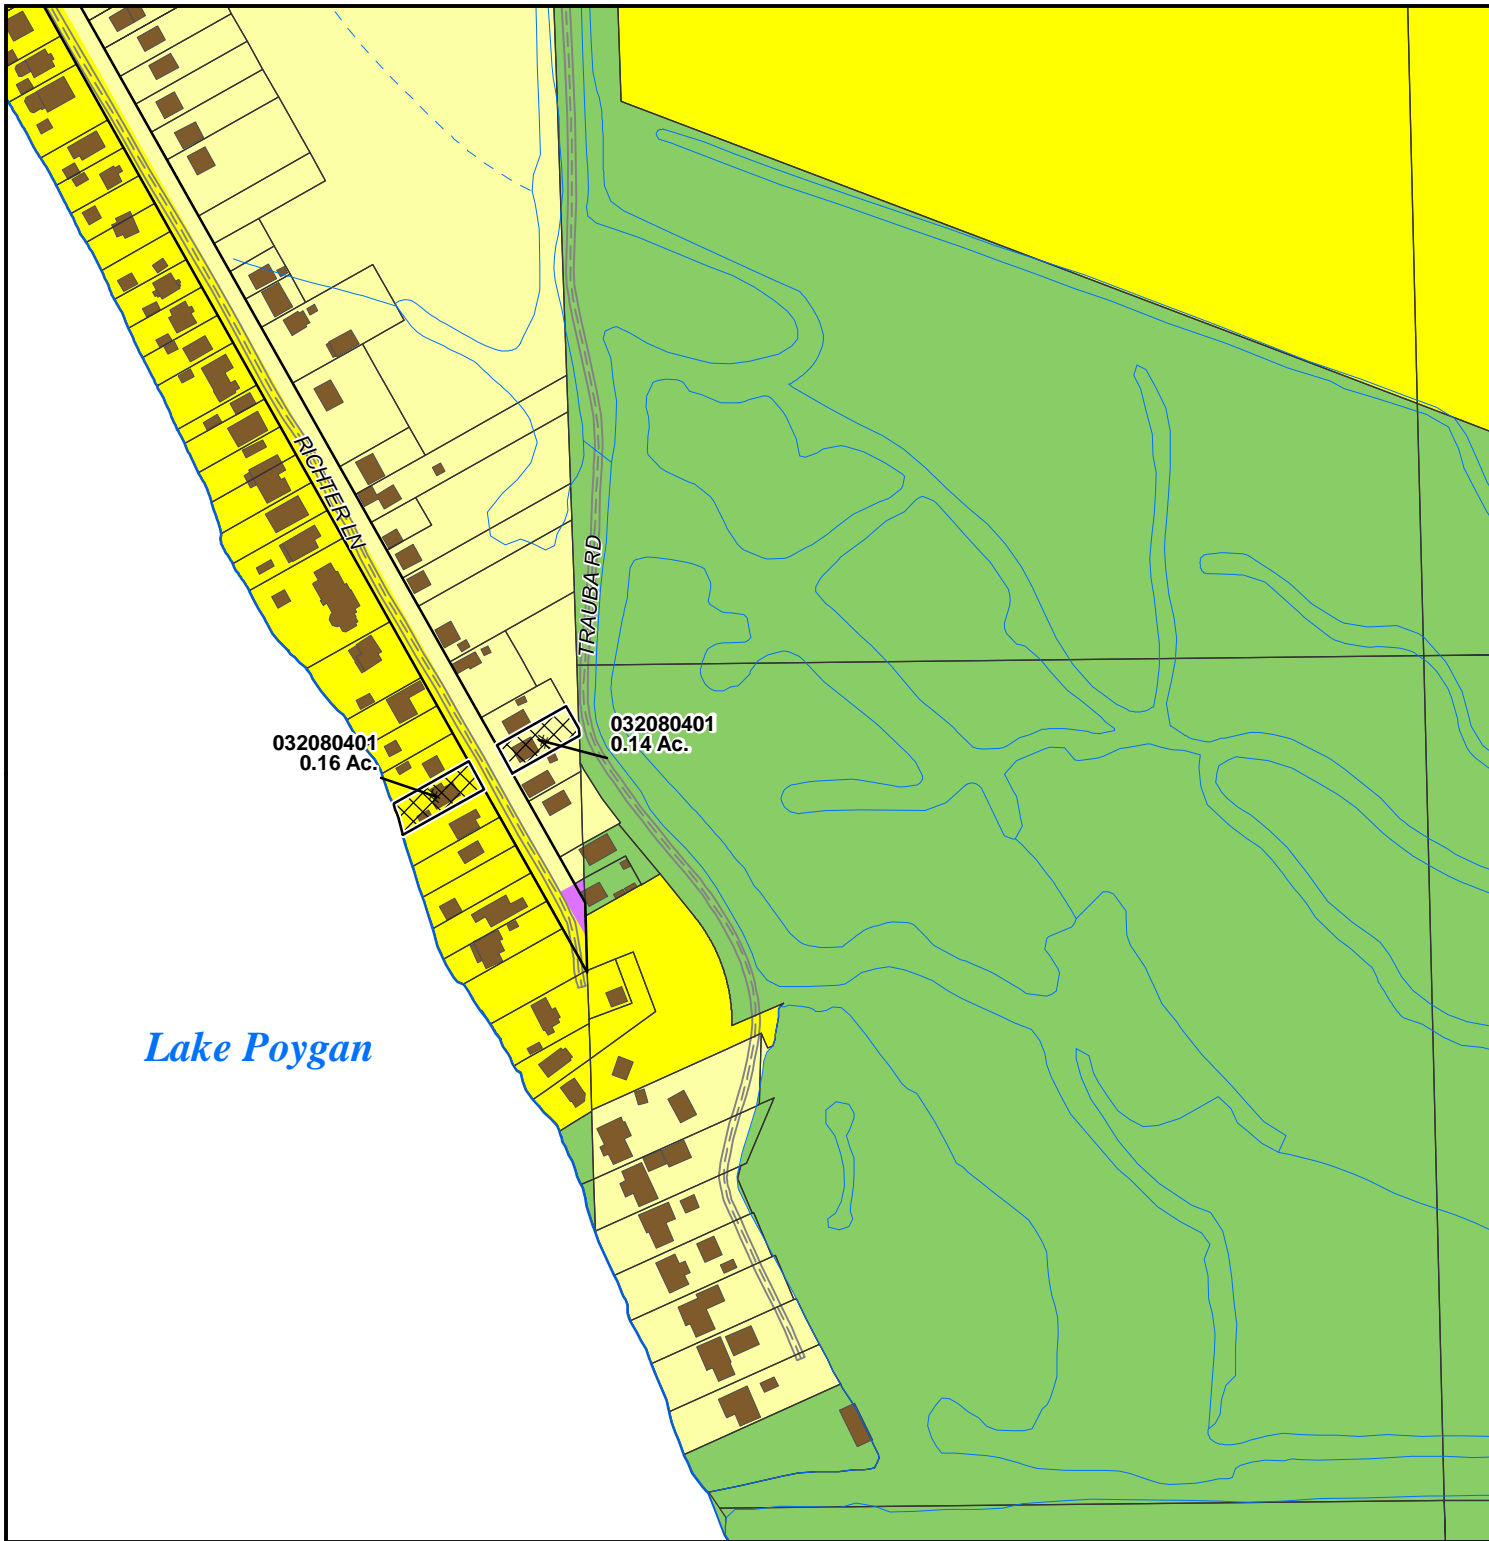 RICHTER LN
TRAUBA RD
032080401
0.14 Ac.
032080401
0.16 Ac.
Lake Poygan